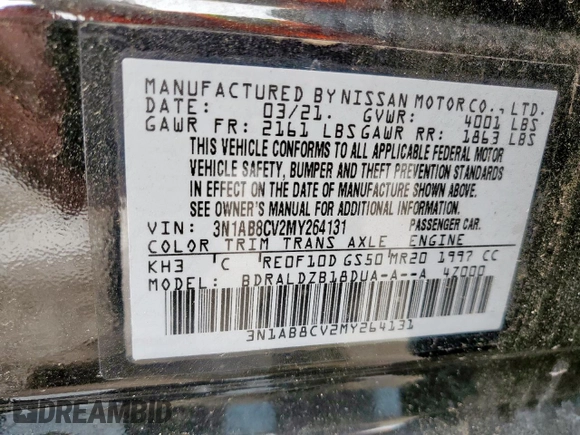 MANUFACTURED BY NISSAN MOTOR CO., LTD.
DATE: 03/21. GVWR: 4001 LBS
GAWR FR: 2161 LBS GAWR RR: 1863 LBS
THIS VEHICLE CONFORMS TO ALL APPLICABLE FEDERAL MOTOR
VEHICLE SAFETY, BUMPER AND THEFT PREVENTION STANDARDS
IN EFFECT ON THE DATE OF MANUFACTURE SHOWN ABOVE.
SEE OWNER'S MANUAL FOR ADDITIONAL INFORMATION.
VIN: 3N1AB8CV2MY264131 PASSENGER CAR.
COLOR TRIM TRANS AXLE ENGINE
KH3 'C RE0F10D GS50 MR20 1997 CC
MODEL: BDRALDZB18DUA-A--A 47000
3N1AB8CV2MY264131
DREAMBID